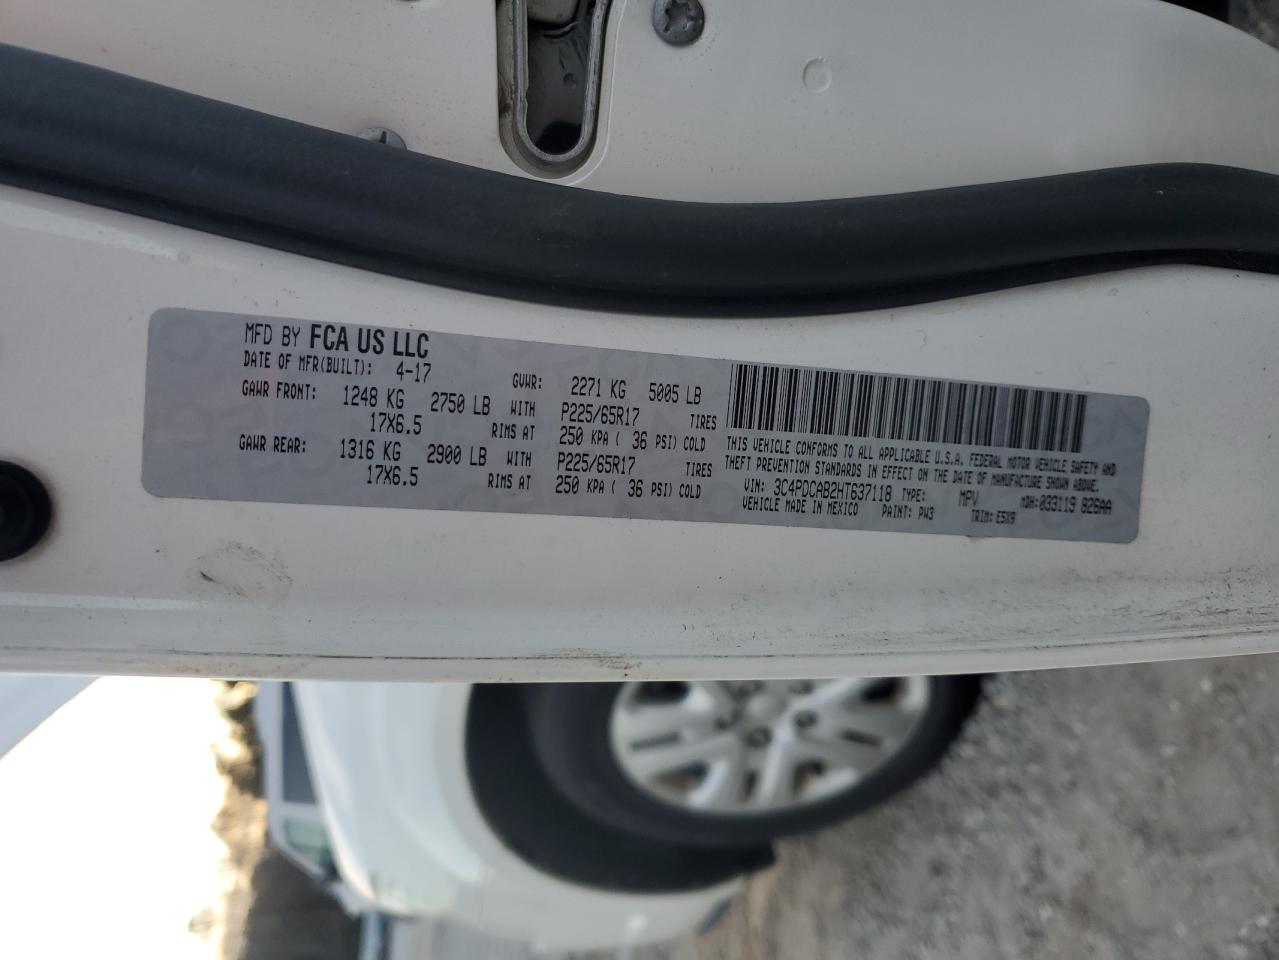 MFD BY FCA US LLC
DATE OF MFR(BUILT): 4-17 GVWR: 2271 KG 5005 LB
GAWR FRONT: 1248 KG 2750 LB WITH P225/65R17 TIRES
17X6.5 RIMS AT 250 KPA ( 36 PSI) COLD
GAWR REAR: 1316 KG 2900 LB WITH P225/65R17 TIRES
17X6.5 RIMS AT 250 KPA ( 36 PSI) COLD
THIS VEHICLE CONFORMS TO ALL APPLICABLE U.S.A. FEDERAL MOTOR VEHICLE SAFETY AND
THEFT PREVENTION STANDARDS IN EFFECT ON THE DATE OF MANUFACTURE SHOWN ABOVE.
VIN: 3C4PDCAB2HT637118 TYPE: MPV MDH:033119 826AA
VEHICLE MADE IN MEXICO PAINT: PW3 TRIM: E5X9